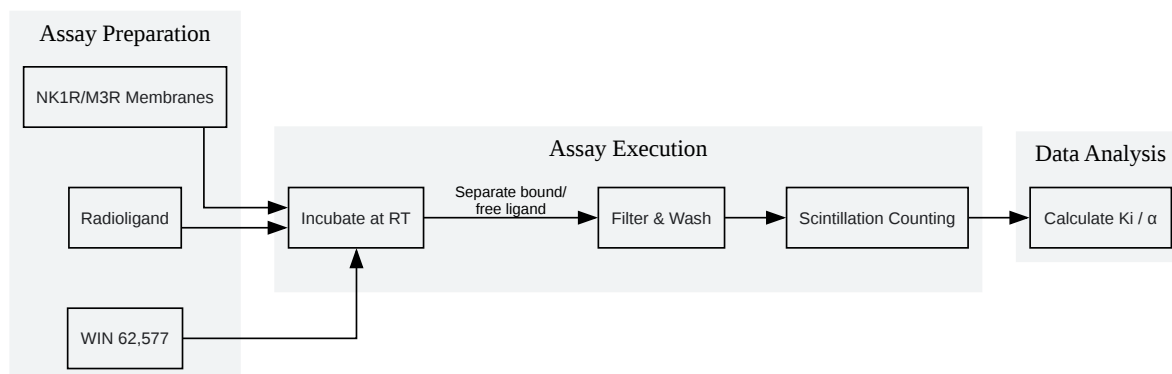 Assay Preparation
NK1R/M3R Membranes
Radioligand
WIN 62,577
Assay Execution
Incubate at RT
Separate bound/
free ligand
Filter & Wash
Scintillation Counting
Data Analysis
Calculate Ki / α